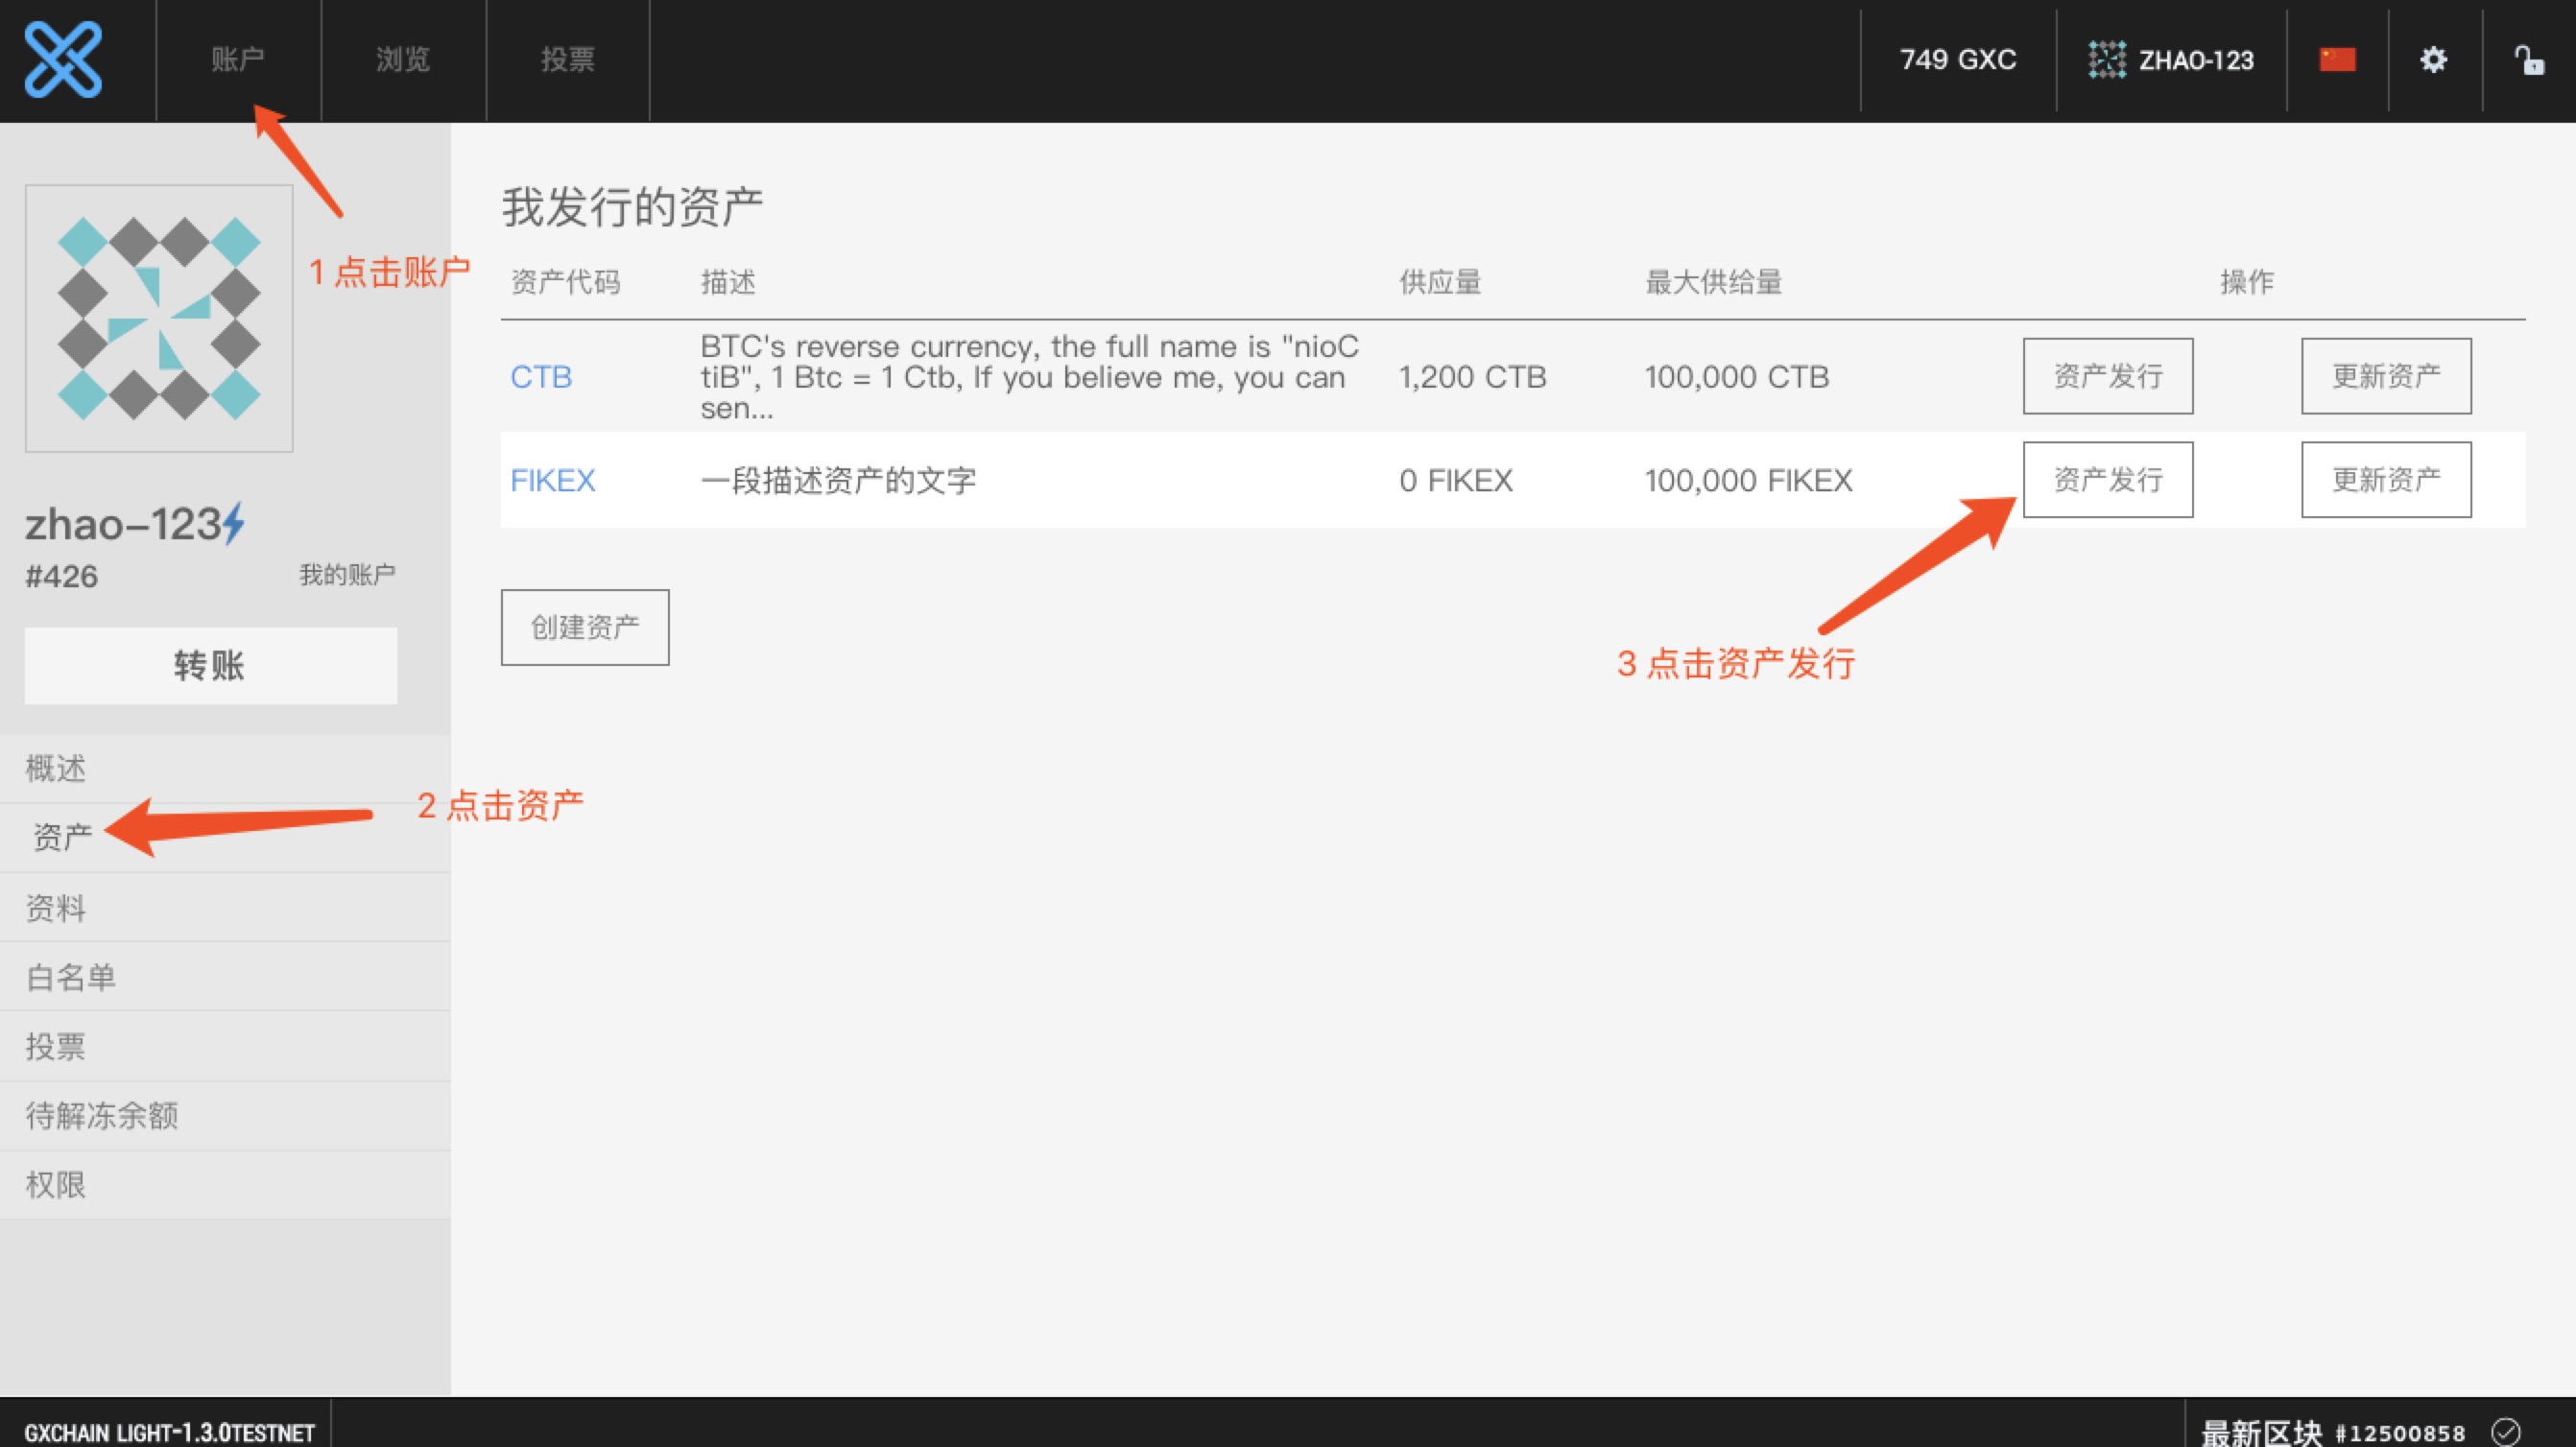 账户
浏览
投票
749 GXC
ZHAO-123
1 点击账户
zhao-123
#426
我的账户
转账
概述
资产
2 点击资产
资料
白名单
投票
待解冻余额
权限
我发行的资产
资产代码 描述 供应量 最大供给量 操作
CTB
BTC's reverse currency, the full name is "nioC
tiB", 1 Btc = 1 Ctb, If you believe me, you can
sen...
1,200 CTB
100,000 CTB
资产发行
更新资产
FIKEX
一段描述资产的文字
0 FIKEX
100,000 FIKEX
资产发行
更新资产
3 点击资产发行
创建资产
GXCHAIN LIGHT-1.3.0TESTNET
最新区块 #12500858